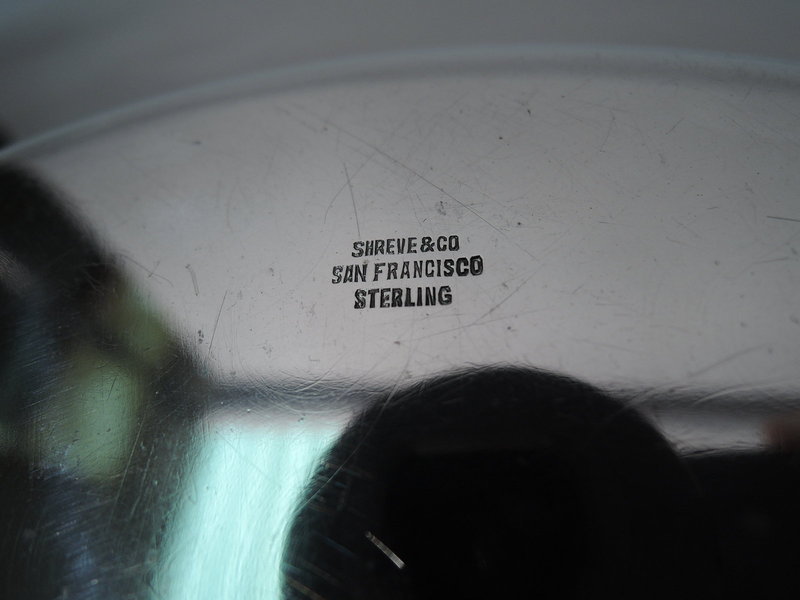 SHREVE & CO
SAN FRANCISCO
STERLING